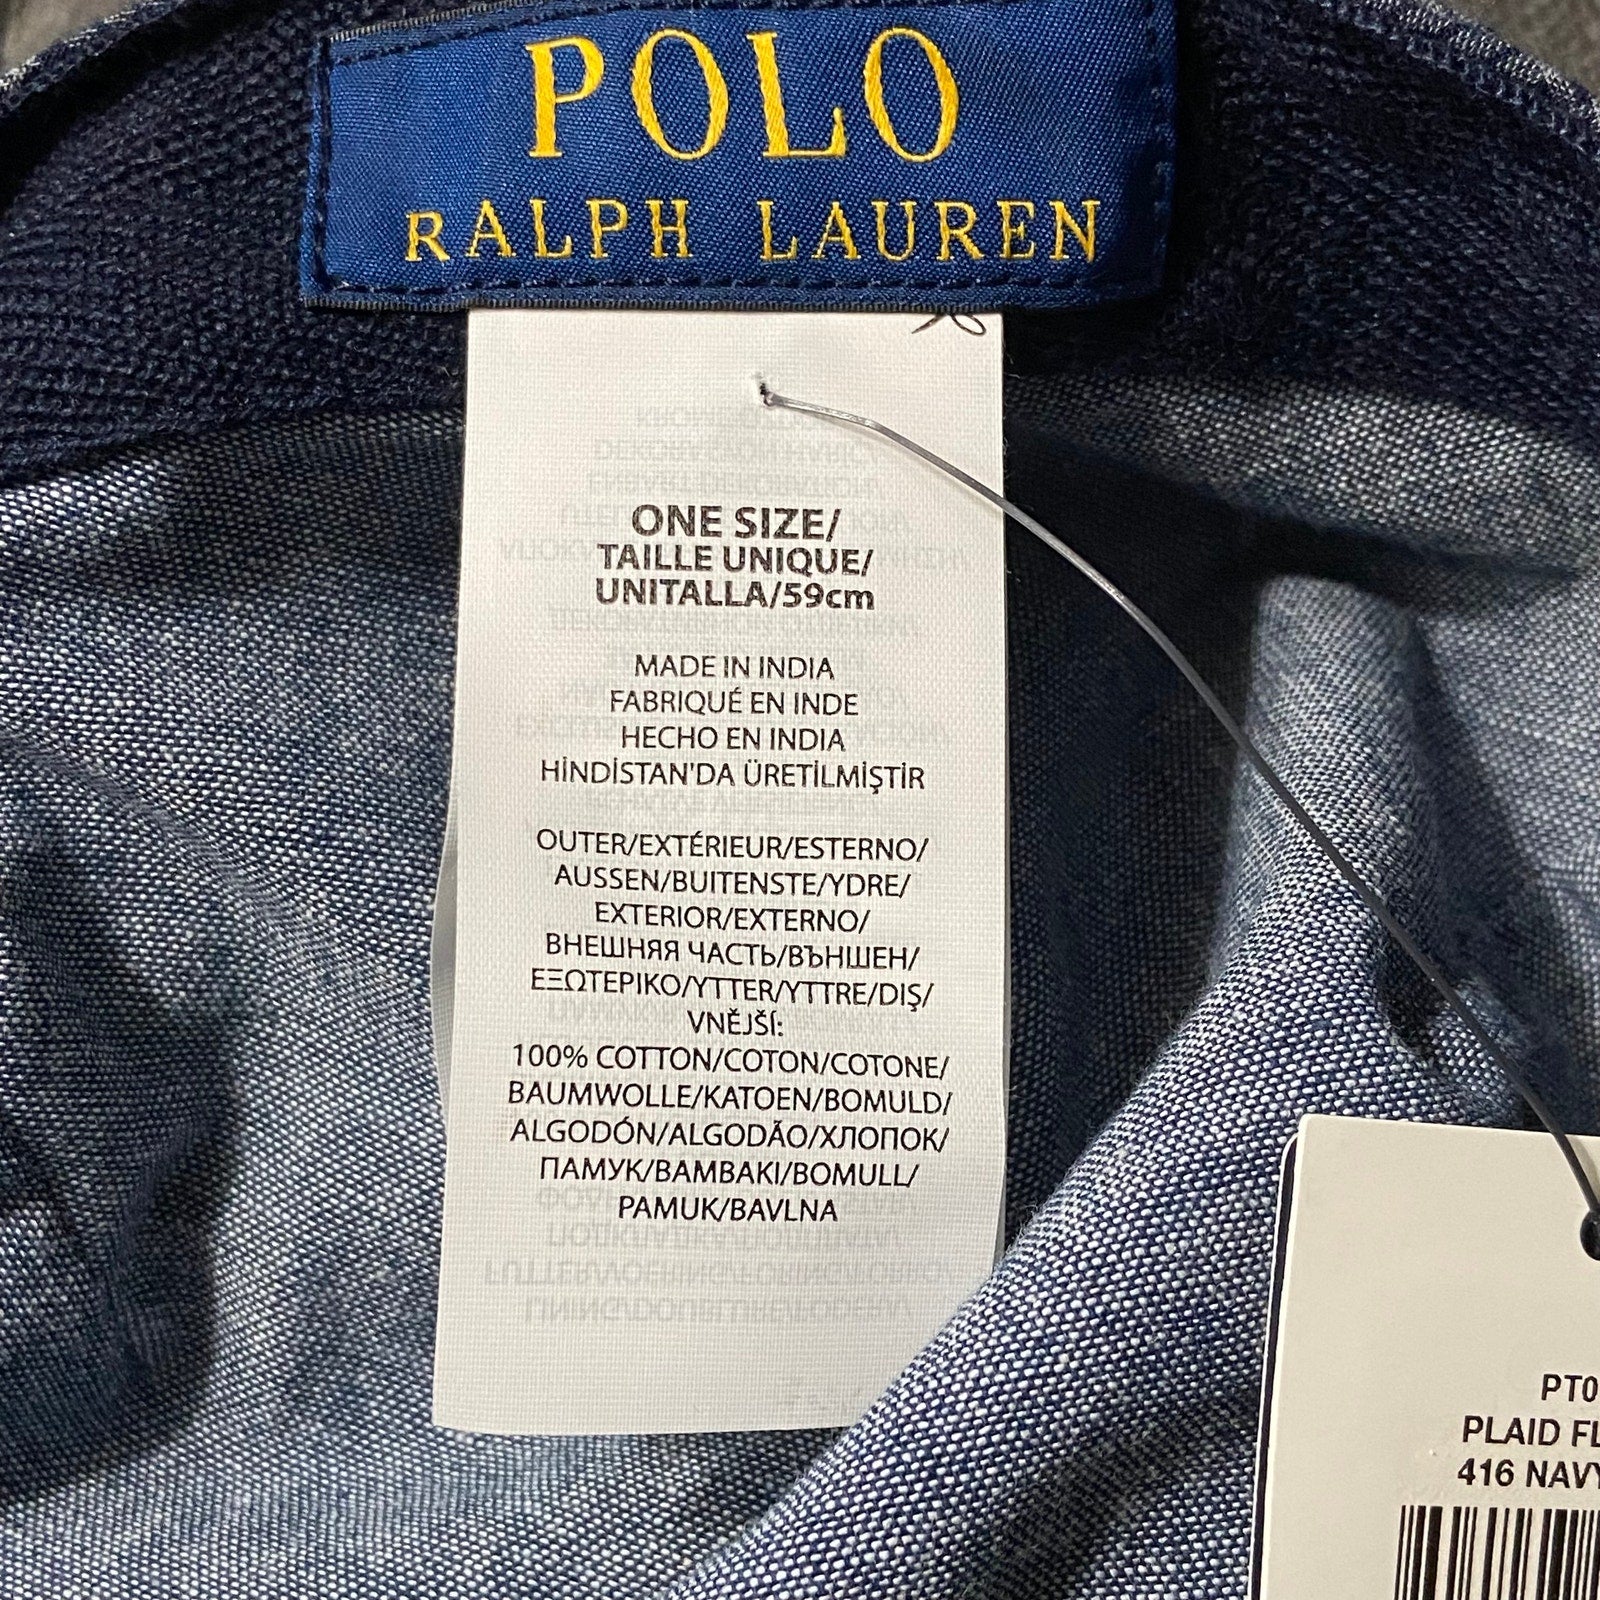 POLO
RALPH LAUREN
ONE SIZE/
TAILLE UNIQUE/
UNITALLA/59cm
MADE IN INDIA
FABRIQUÉ EN INDE
HECHO EN INDIA
HİNDİSTAN'DA ÜRETİLMİŞTİR
OUTER/EXTÉRIEUR/ESTERNO/
AUSSEN/BUITENSTE/YDRE/
EXTERIOR/EXTERNO/
ВНЕШНЯЯ ЧАСТЬ/ВЪНШЕН/
ΕΞΩΤΕΡΙΚΟ/YTTER/YTTRE/DIŞ/
VNĚJŠÍ:
100% COTTON/COTON/COTONE/
BAUMWOLLE/KATOEN/BOMULD/
ALGODÓN/ALGODÃO/ХЛОПОК/
ПАМУК/ΒΑΜΒΑΚΙ/BOMULL/
PAMUK/BAVLNA
PT0
PLAID FL
416 NAVY